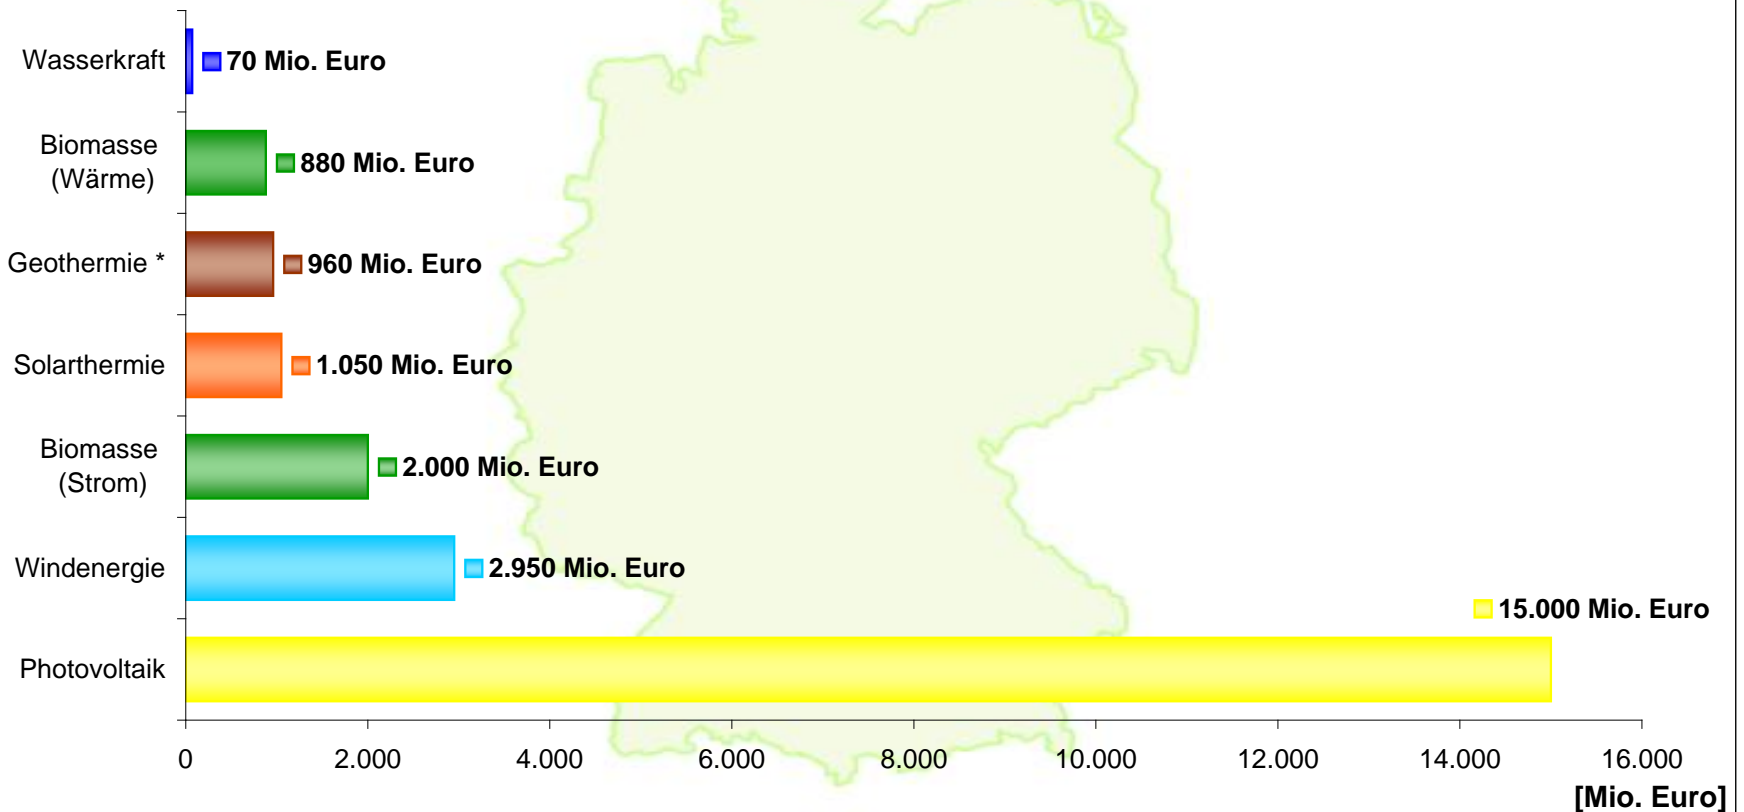 Wasserkraft
70 Mio. Euro
Biomasse
(Wärme)
880 Mio. Euro
Geothermie *
960 Mio. Euro
Solarthermie
1.050 Mio. Euro
Biomasse
(Strom)
2.000 Mio. Euro
Windenergie
2.950 Mio. Euro
15.000 Mio. Euro
Photovoltaik
0 2.000 4.000 6.000 8.000 10.000 12.000 14.000 16.000
[Mio. Euro]